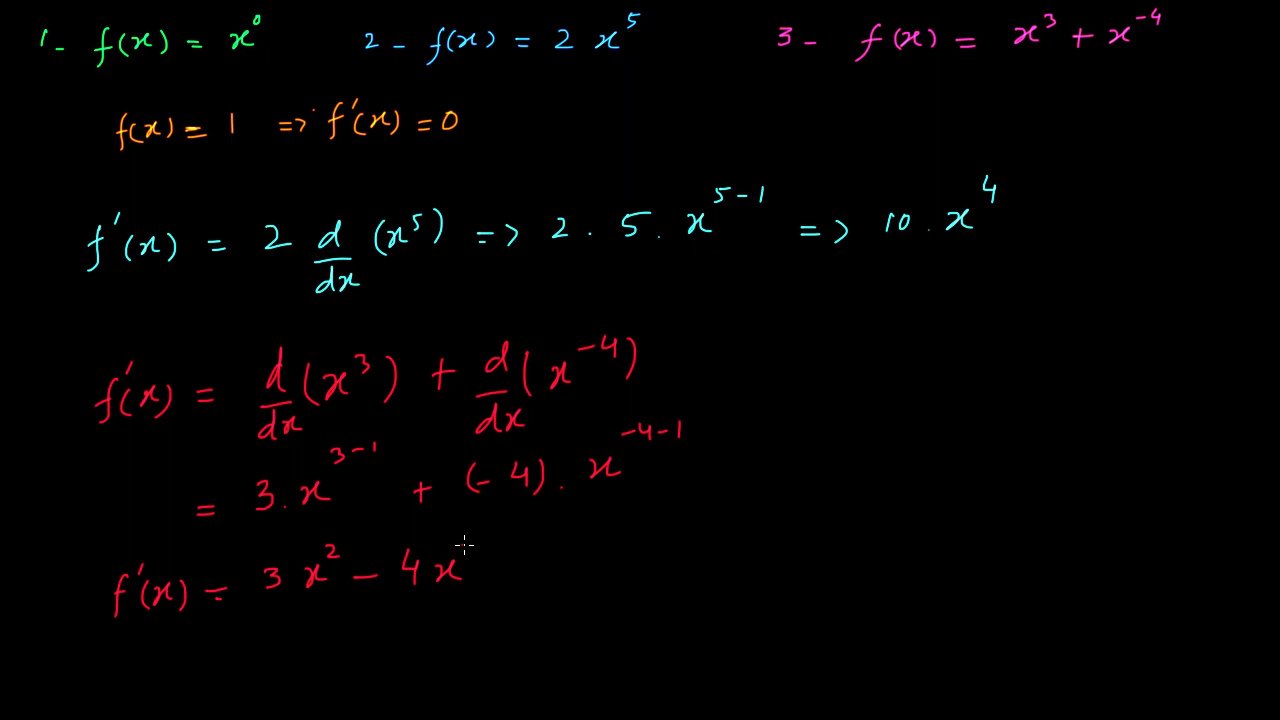 1- f(x) = x⁰ 2 - f(x) = 2 x⁵ 3 - f(x) = x³ + x⁻⁴
f(x) = 1 => f'(x) = 0
f'(x) = 2 d/dx (x⁵) => 2 . 5 . x⁵⁻¹ => 10 . x⁴
f'(x) = d/dx (x³) + d/dx (x⁻⁴)
= 3 . x³⁻¹ + (-4) . x⁻⁴⁻¹
f'(x) = 3 x² - 4 x